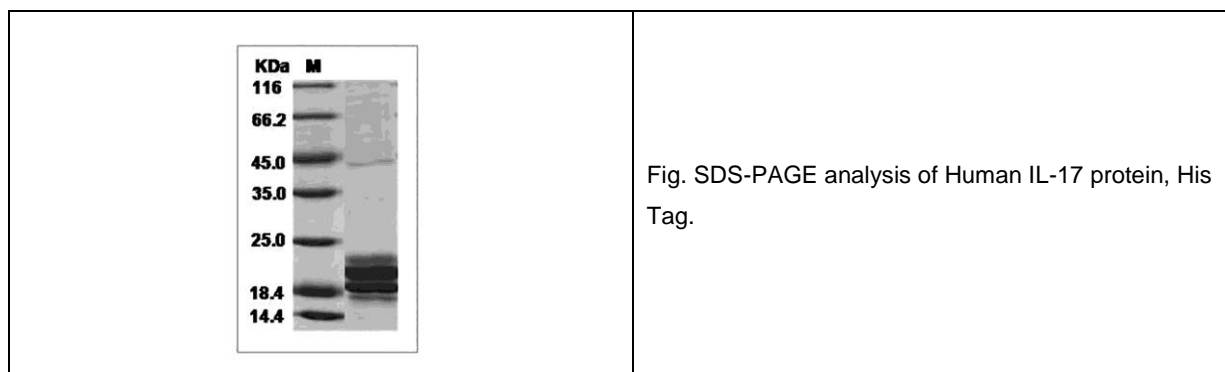 KDa M
116
66.2
45.0
35.0
25.0
18.4
14.4
Fig. SDS-PAGE analysis of Human IL-17 protein, His
Tag.